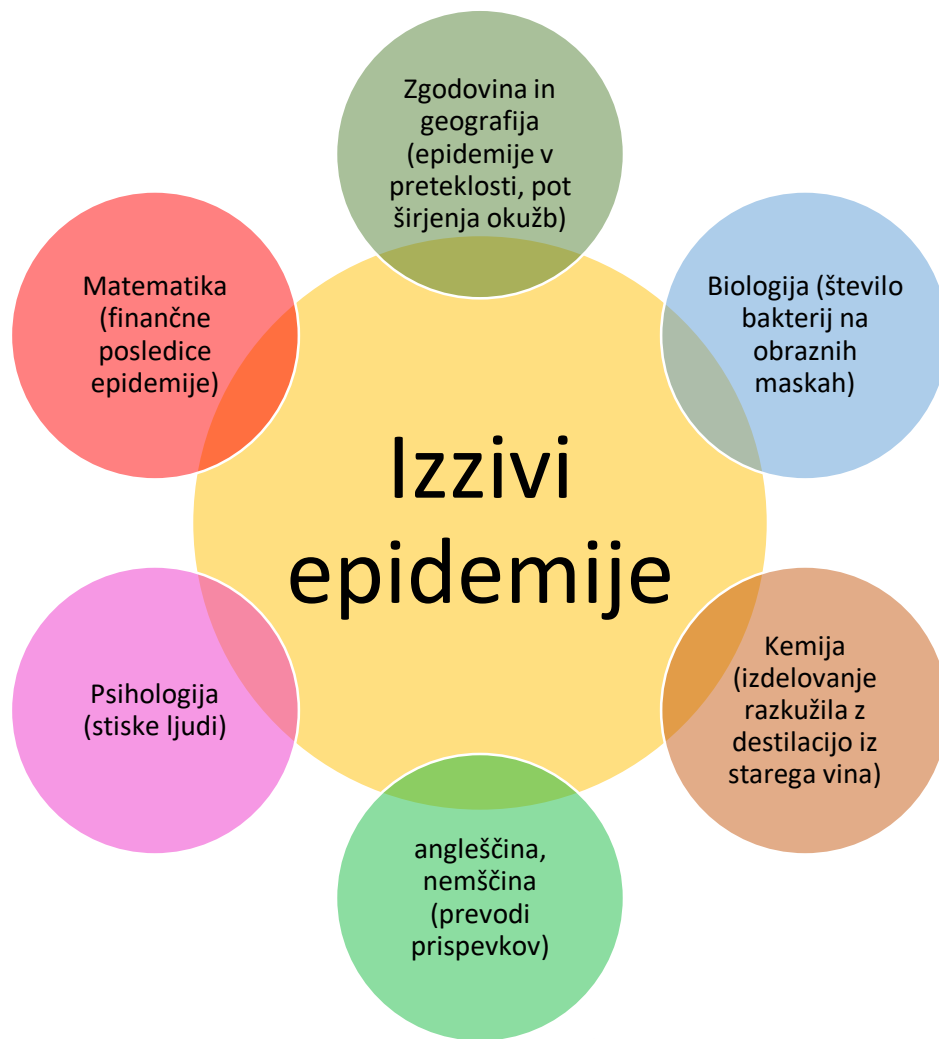 Zgodovina in
geografija
(epidemije v
preteklosti, pot
širjenja okužb)
Matematika
(finančne
posledice
epidemije)
Biologija (število
bakterij na
obraznih
maskah)
Izzivi
epidemije
Psihologija
(stiske ljudi)
Kemija
(izdelovanje
razkužila z
destilacijo iz
starega vina)
angleščina,
nemščina
(prevodi
prispevkov)